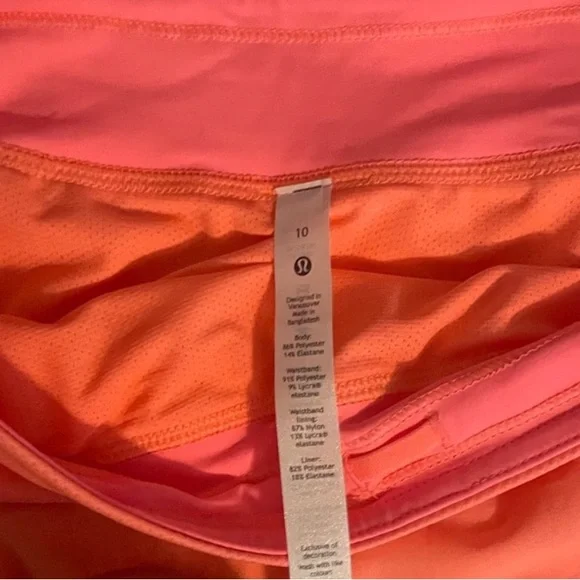 10
Designed in
Vancouver
made in
Bangladesh
Body:
86% Polyester
14% Elastane
Waistband:
91% Polyester
9% Lycra®
elastane
Waistband
lining:
87% Nylon
13% Lycra®
elastane
Liner:
82% Polyester
18% Elastane
Exclusive of
decoration
Wash with like
colours